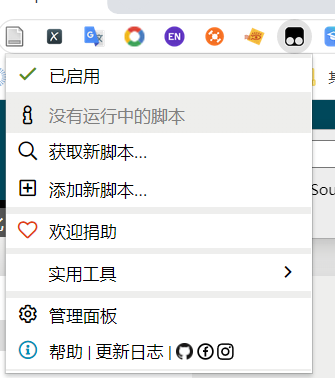 EN
已启用
没有运行中的脚本
获取新脚本...
Sou
添加新脚本...
欢迎捐助
实用工具
管理面板
帮助 | 更新日志 |